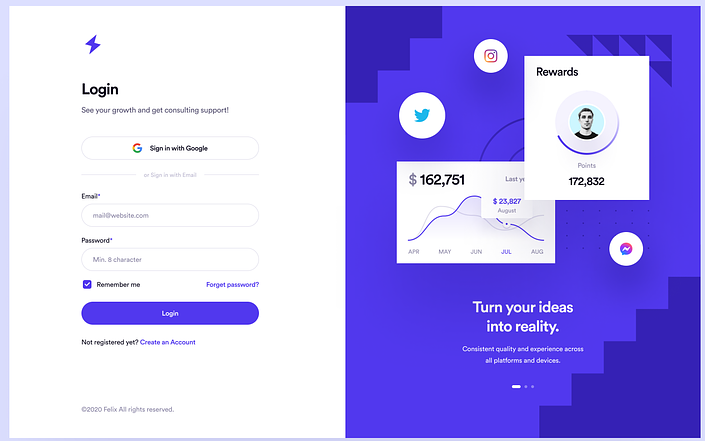 Login
See your growth and get consulting support!
Sign in with Google
or Sign in with Email
Email*
mail@website.com
Password*
Min. 8 character
Remember me
Forget password?
Login
Not registered yet? Create an Account
©2020 Felix All rights reserved.
Rewards
Points
172,832
$ 162,751
Last ye
$ 23,827
August
APR MAY JUN JUL AUG
Turn your ideas
into reality.
Consistent quality and experience across
all platforms and devices.